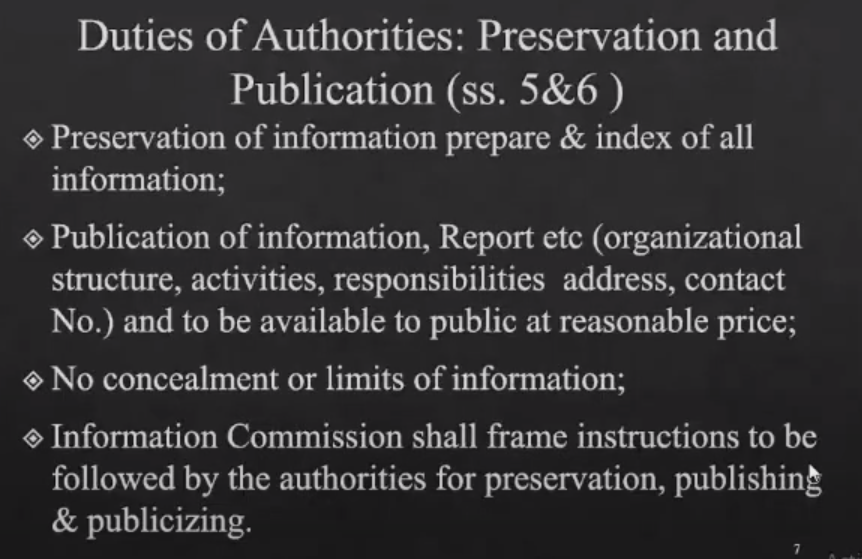 Duties of Authorities: Preservation and
Publication (ss. 5&6 )
Preservation of information prepare & index of all
information;
Publication of information, Report etc (organizational
structure, activities, responsibilities address, contact
No.) and to be available to public at reasonable price;
No concealment or limits of information;
Information Commission shall frame instructions to be
followed by the authorities for preservation, publishing
& publicizing.
7